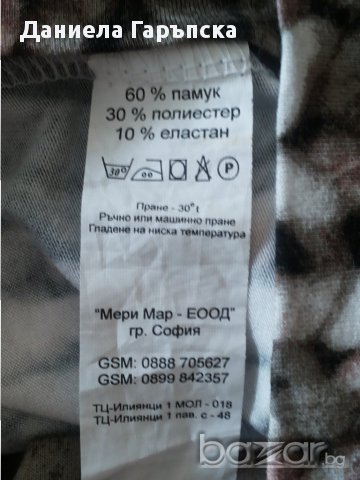 Даниела Гаръпска
60 % памук
30 % полиестер
10 % еластан
30° P
Пране - 30° t
Ръчно или машинно пране
Гладене на ниска температура
"Мери Мар - ЕООД"
гр. София
GSM: 0888 705627
GSM: 0899 842357
ТЦ-Илиянци 1 МОЛ - 018
ТЦ-Илиянци 1 пав. с - 48
bazar.bg